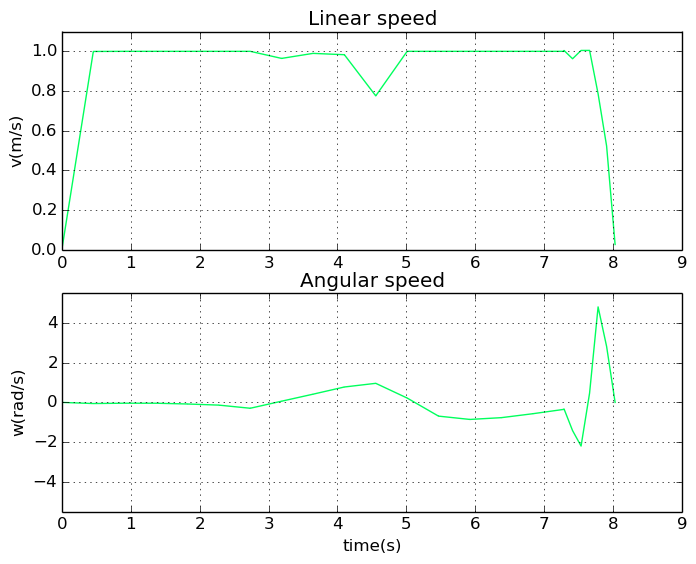 Linear speed
1.0
0.8
0.6
0.4
0.2
0.0
v(m/s)
0 1 2 3 4 5 6 7 8 9
Angular speed
4
2
0
−2
−4
w(rad/s)
0 1 2 3 4 5 6 7 8 9
time(s)